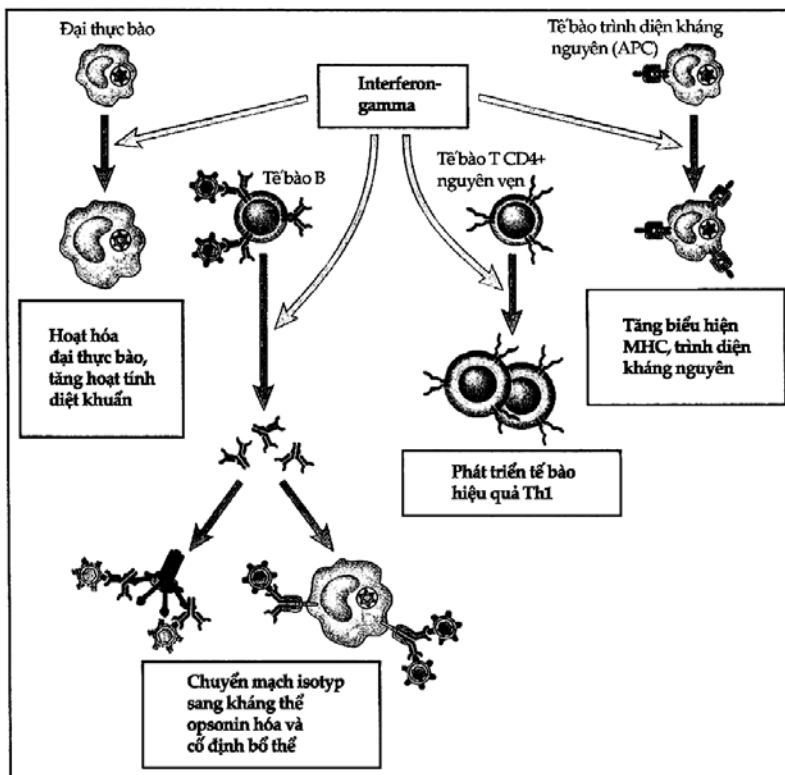 Đại thực bào
Tế bào trình diện kháng
nguyên (APC)
Interferon-
gamma
Tế bào B
Tế bào T CD4+
nguyên vẹn
Hoạt hóa
đại thực bào,
tăng hoạt tính
diệt khuẩn
Tăng biểu hiện
MHC, trình diện
kháng nguyên
Phát triển tế bào
hiệu quả Th1
Chuyển mạch isotyp
sang kháng thể
opsonin hóa và
cố định bổ thể